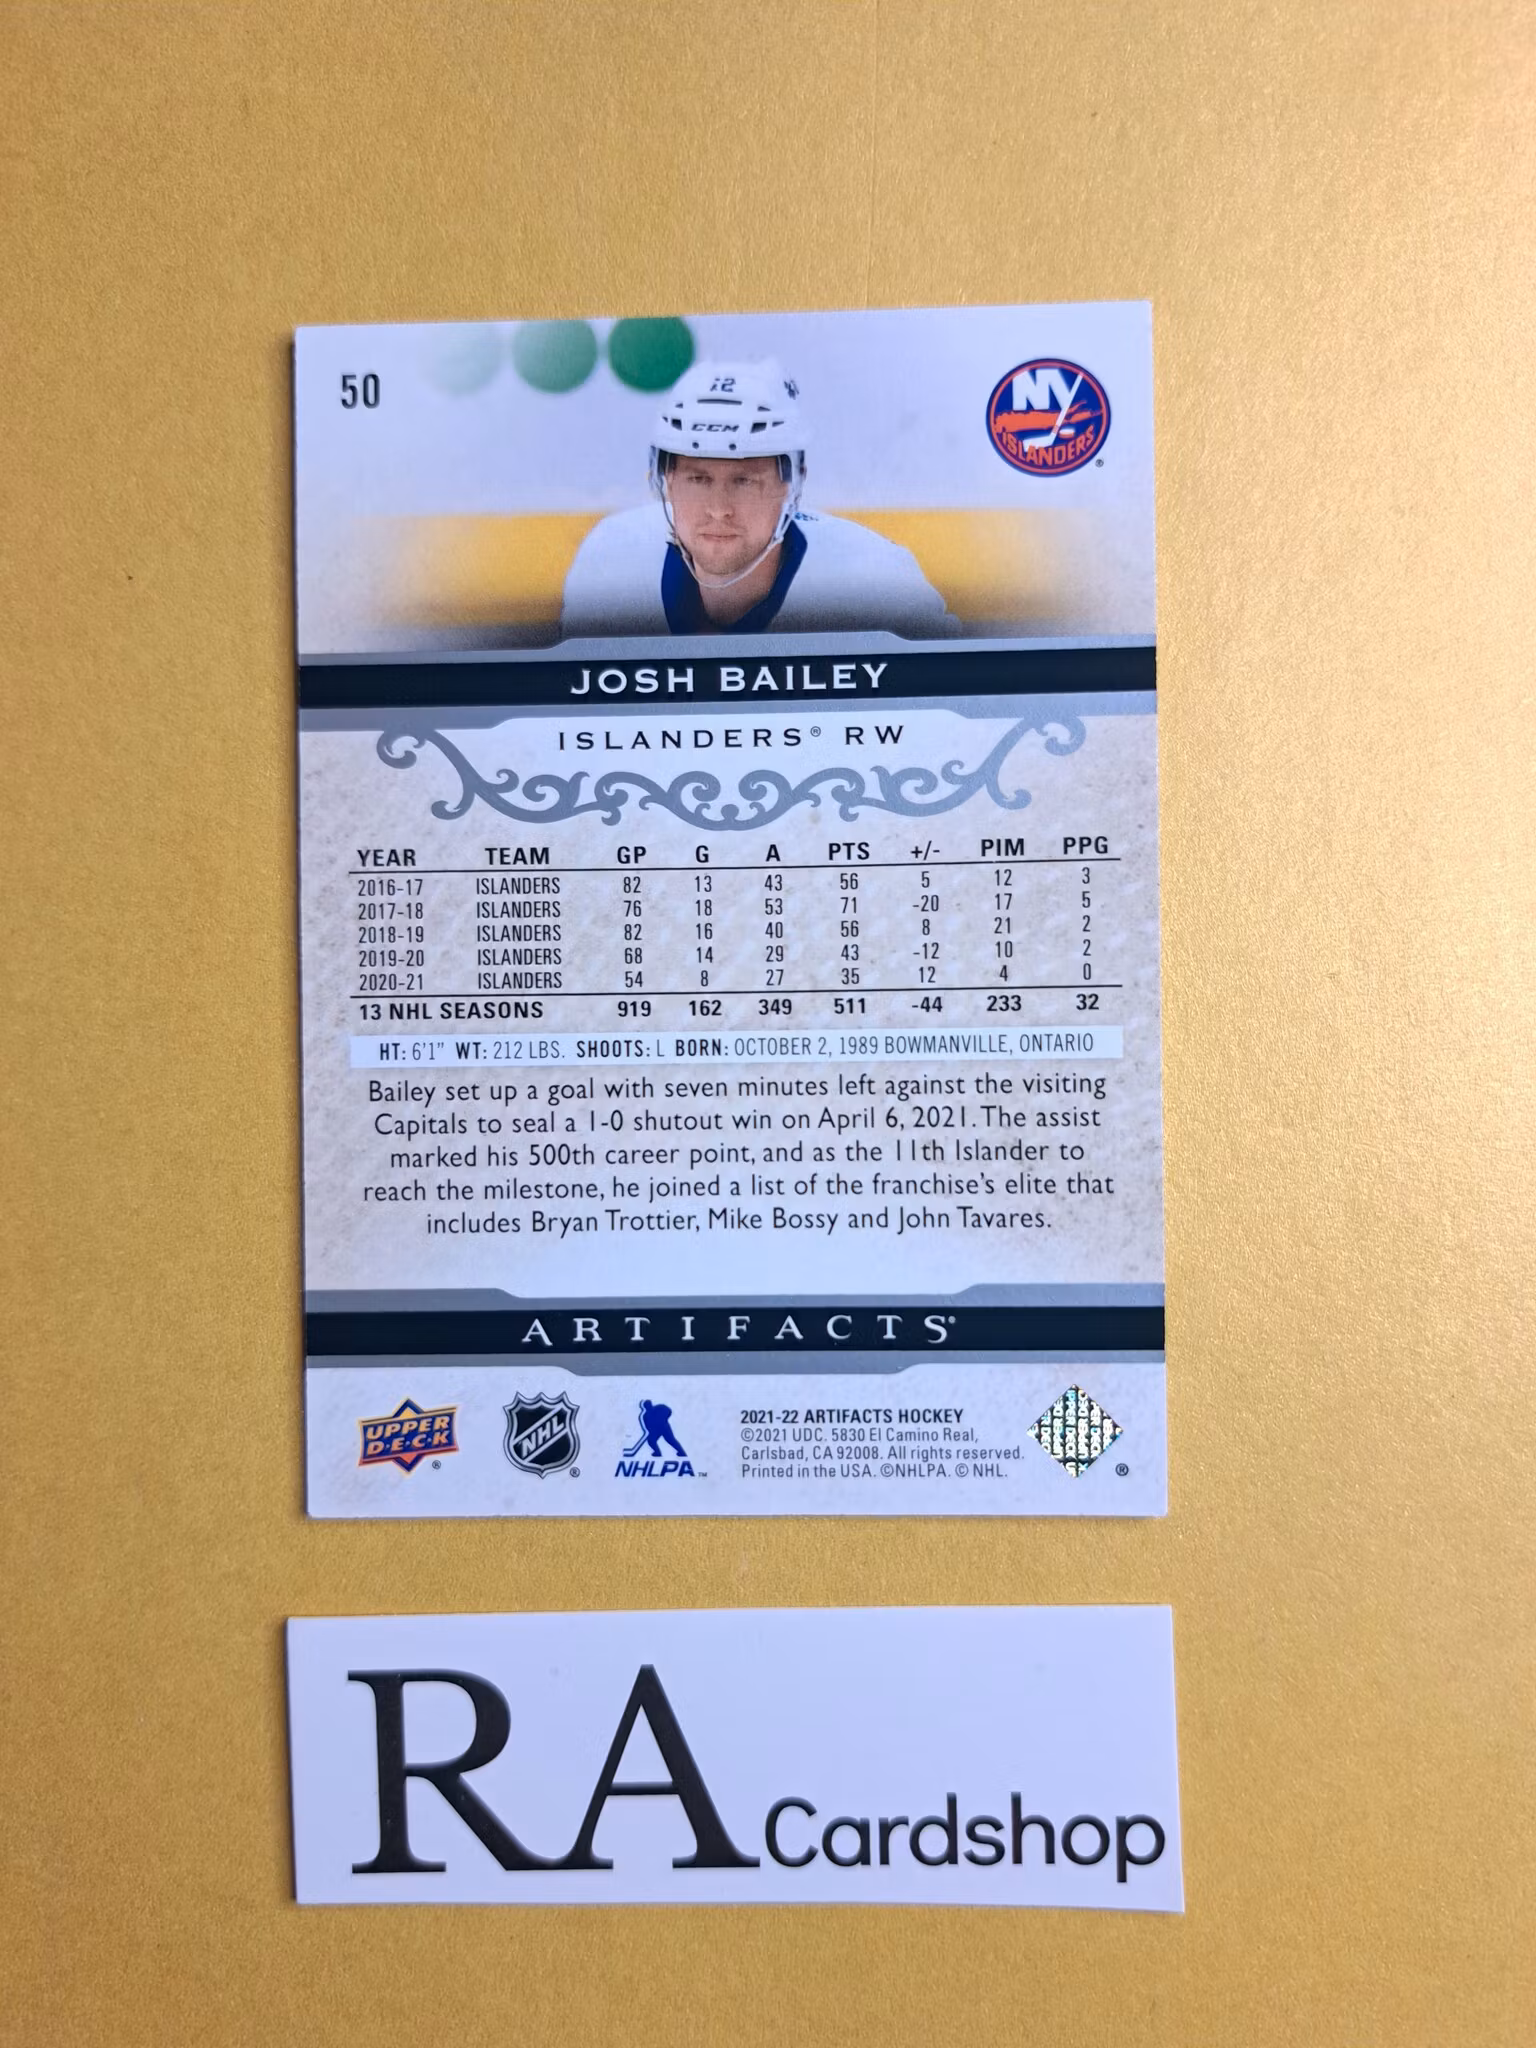 50
12
CCM
NY
ISLANDERS®
JOSH BAILEY
ISLANDERS® RW
YEAR TEAM GP G A PTS +/- PIM PPG
2016-17 ISLANDERS 82 13 43 56 5 12 3
2017-18 ISLANDERS 76 18 53 71 -20 17 5
2018-19 ISLANDERS 82 16 40 56 8 21 2
2019-20 ISLANDERS 68 14 29 43 -12 10 2
2020-21 ISLANDERS 54 8 27 35 12 4 0
13 NHL SEASONS 919 162 349 511 -44 233 32
HT: 6'1" WT: 212 LBS. SHOOTS: L BORN: OCTOBER 2, 1989 BOWMANVILLE, ONTARIO
Bailey set up a goal with seven minutes left against the visiting
Capitals to seal a 1-0 shutout win on April 6, 2021. The assist
marked his 500th career point, and as the 11th Islander to
reach the milestone, he joined a list of the franchise's elite that
includes Bryan Trottier, Mike Bossy and John Tavares.
ARTIFACTS®
UPPER
D·E·C·K®
NHL®
NHLPA™
2021-22 ARTIFACTS HOCKEY
©2021 UDC. 5830 El Camino Real,
Carlsbad, CA 92008. All rights reserved.
Printed in the USA. ©NHLPA. © NHL.
®
RA Cardshop